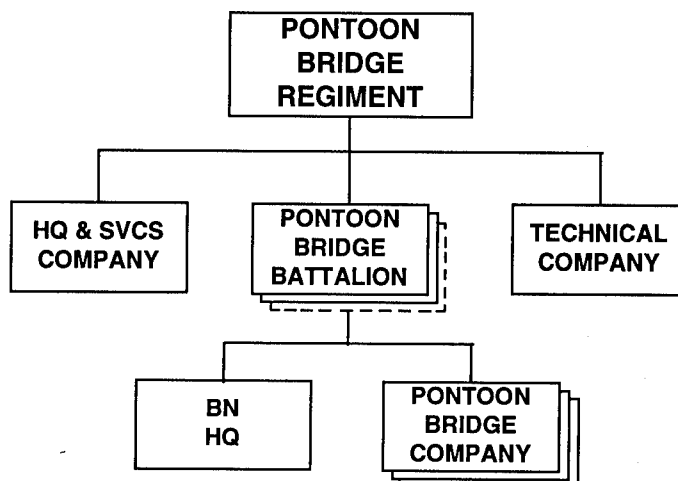 PONTOON
BRIDGE
REGIMENT
HQ & SVCS
COMPANY
PONTOON
BRIDGE
BATTALION
TECHNICAL
COMPANY
BN
HQ
PONTOON
BRIDGE
COMPANY